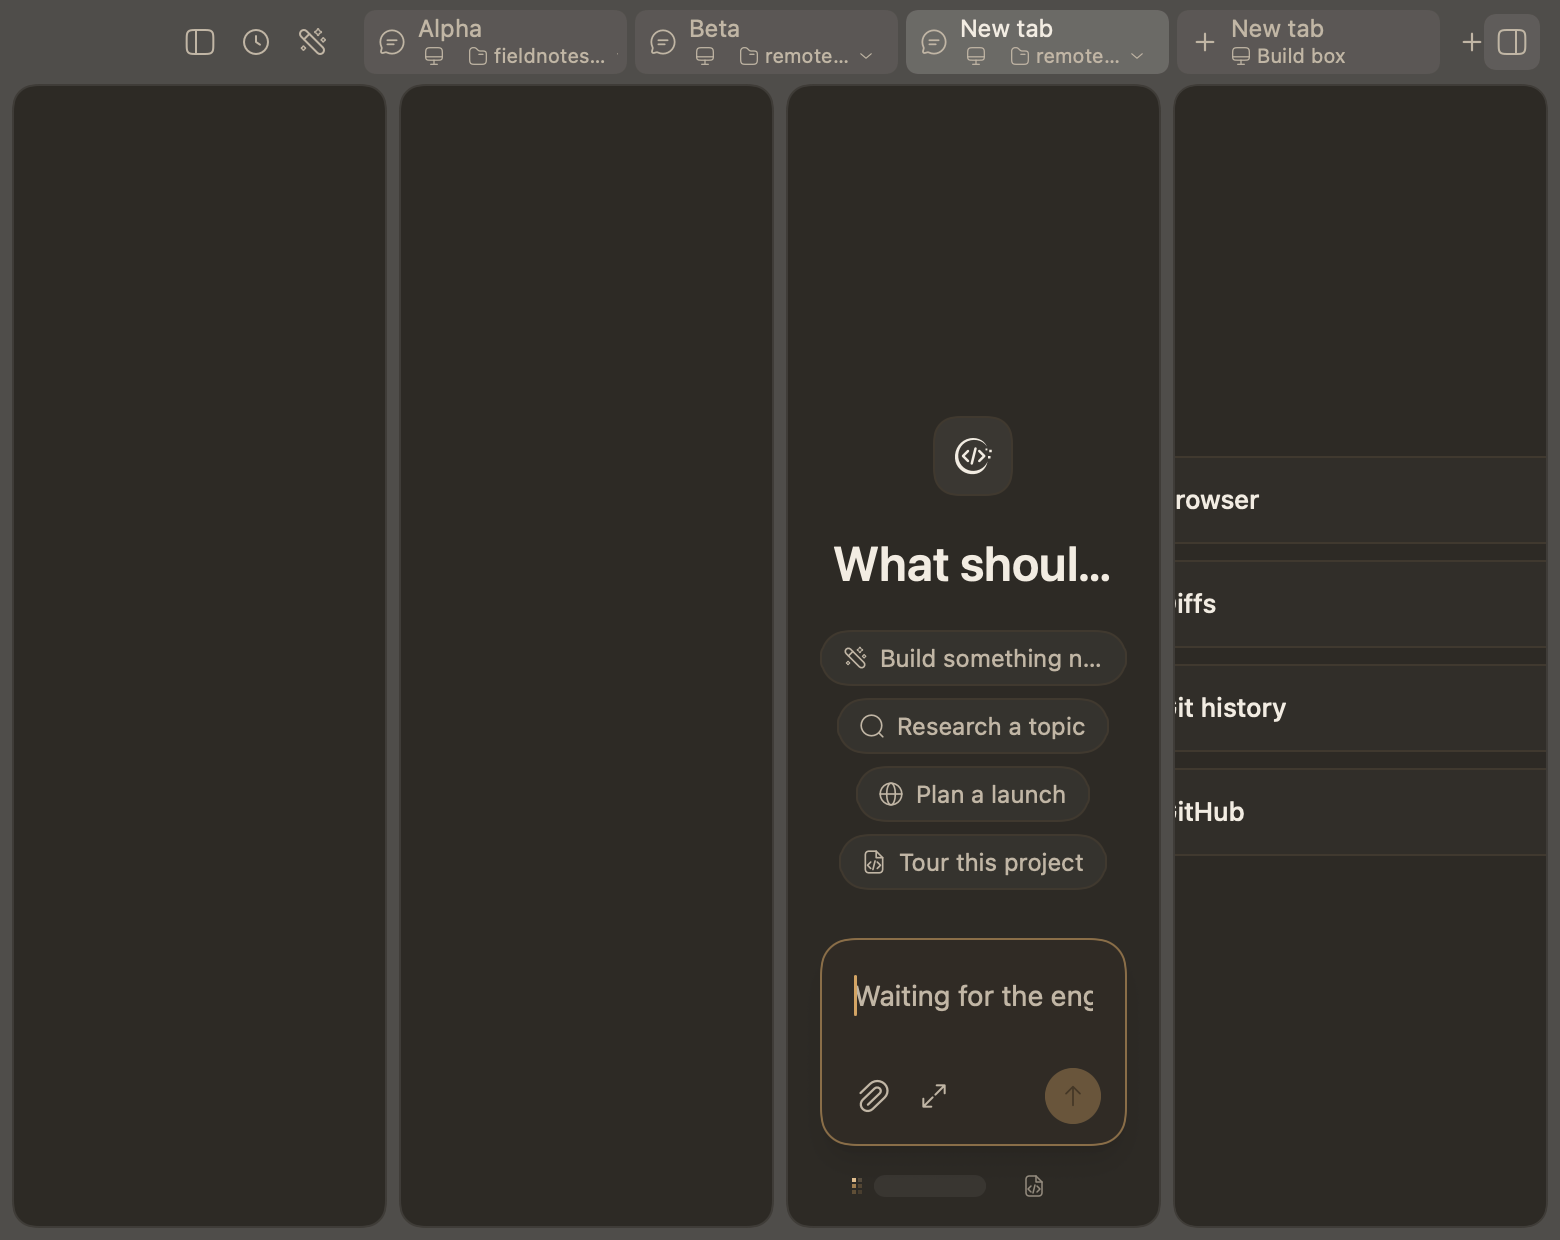 Alpha
fieldnotes...
Beta
remote...
New tab
remote...
New tab
Build box
What shoul...
Build something n...
Research a topic
Plan a launch
Tour this project
Waiting for the eng
rowser
iffs
it history
itHub